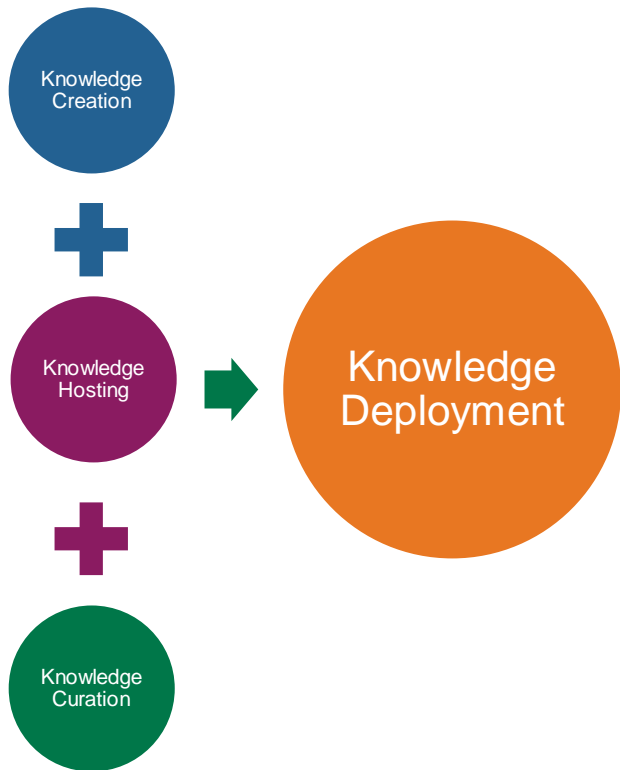 Knowledge
Creation
Knowledge
Hosting
Knowledge
Deployment
Knowledge
Curation